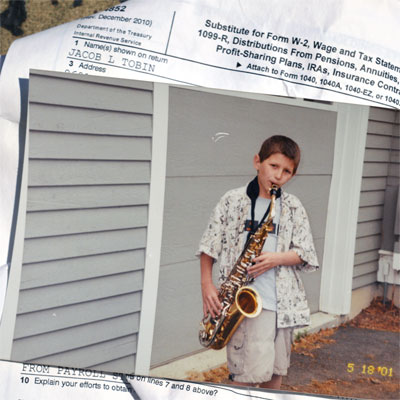 4852
December 2010)
Department of the Treasury
Internal Revenue Service
Substitute for Form W-2, Wage and Tax Statem
1099-R, Distributions From Pensions, Annuities,
Profit-Sharing Plans, IRAs, Insurance Contra
▶ Attach to Form 1040, 1040A, 1040-EZ, or 1040
1 Name(s) shown on return
JACOB L TOBIN
3 Address
5 18 '01
FROM PAYROLL
on lines 7 and 8 above?
10 Explain your efforts to obtai